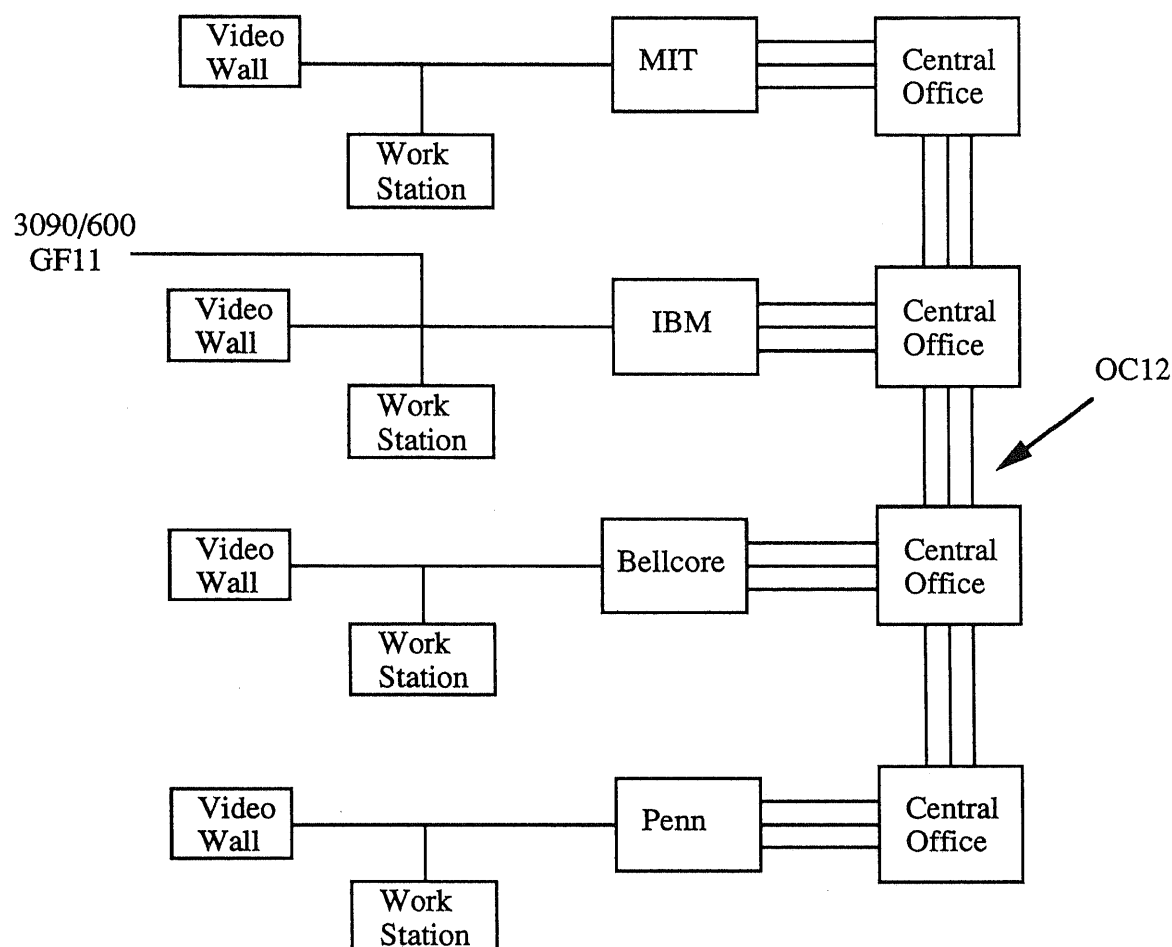 Video
Wall
MIT
Central
Office
Work
Station
3090/600
GF11
Video
Wall
IBM
Central
Office
OC12
Work
Station
Video
Wall
Bellcore
Central
Office
Work
Station
Video
Wall
Penn
Central
Office
Work
Station